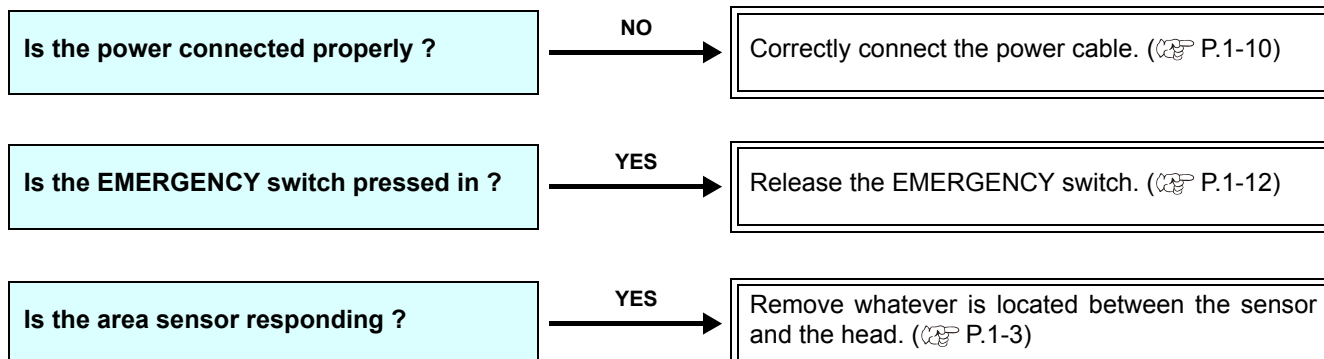 Is the power connected properly ?
NO
Correctly connect the power cable. (☞ P.1-10)
Is the EMERGENCY switch pressed in ?
YES
Release the EMERGENCY switch. (☞ P.1-12)
Is the area sensor responding ?
YES
Remove whatever is located between the sensor
and the head. (☞ P.1-3)